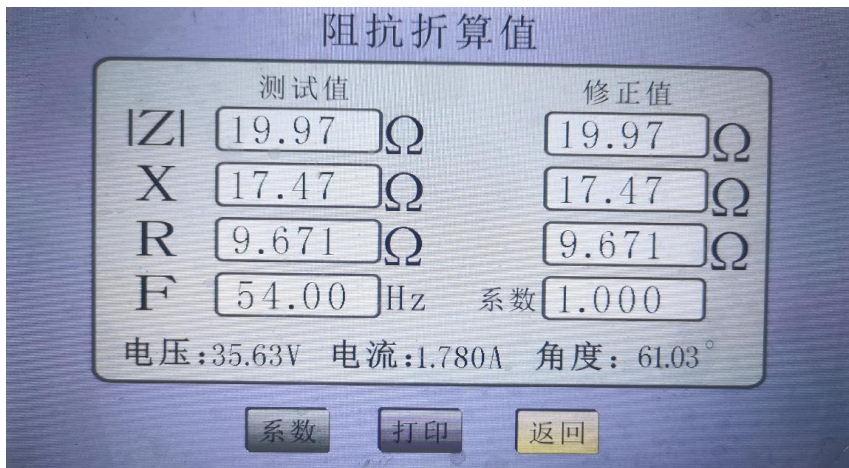 阻抗折算值
测试值 修正值
|Z| 19.97 Ω 19.97 Ω
X 17.47 Ω 17.47 Ω
R 9.671 Ω 9.671 Ω
F 54.00 Hz 系数 1.000
电压:35.63V 电流:1.780A 角度: 61.03°
系数 打印 返回